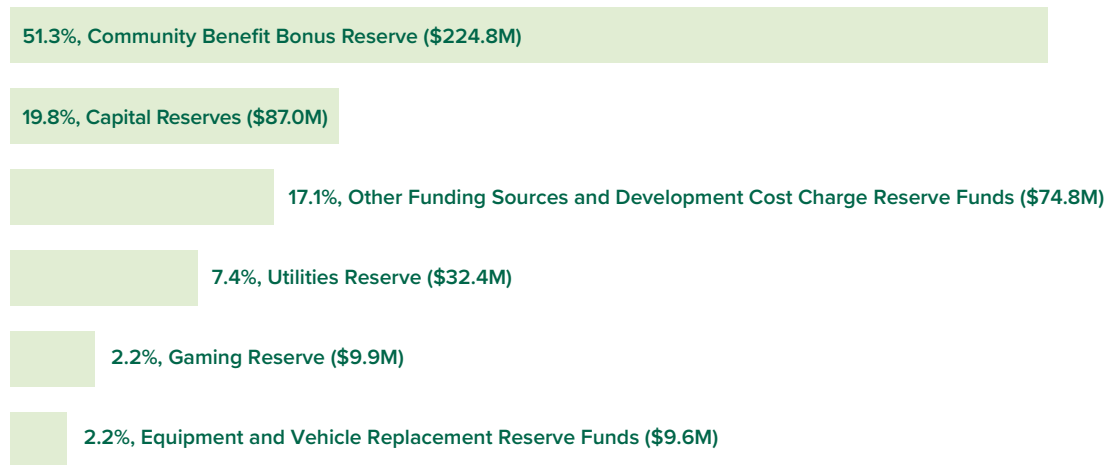 51.3%, Community Benefit Bonus Reserve ($224.8M)
19.8%, Capital Reserves ($87.0M)
17.1%, Other Funding Sources and Development Cost Charge Reserve Funds ($74.8M)
7.4%, Utilities Reserve ($32.4M)
2.2%, Gaming Reserve ($9.9M)
2.2%, Equipment and Vehicle Replacement Reserve Funds ($9.6M)